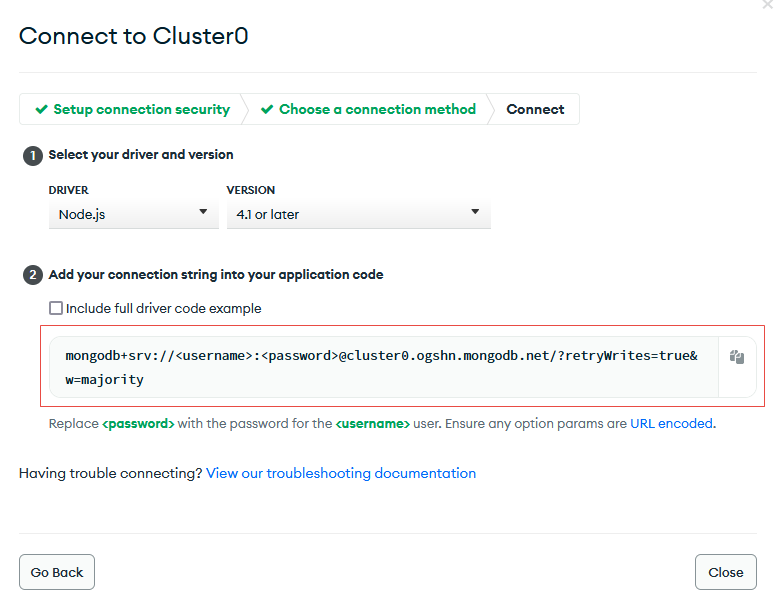 Connect to Cluster0
Setup connection security
Choose a connection method
Connect
1 Select your driver and version
DRIVER
VERSION
Node.js
4.1 or later
2 Add your connection string into your application code
Include full driver code example
mongodb+srv://<username>:<password>@cluster0.ogshn.mongodb.net/?retryWrites=true&
w=majority
Replace <password> with the password for the <username> user. Ensure any option params are URL encoded.
Having trouble connecting? View our troubleshooting documentation
Go Back
Close